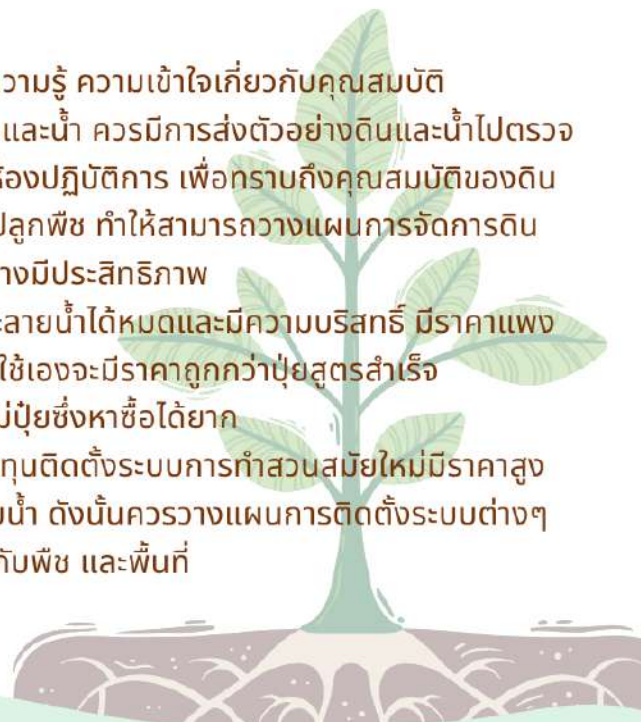 วามรู้ ความเข้าใจเกี่ยวกับคุณสมบัติ
และน้ำ ควรมีการส่งตัวอย่างดินและน้ำไปตรวจ
ห้องปฏิบัติการ เพื่อทราบถึงคุณสมบัติของดิน
ปลูกพืช ทำให้สามารถวางแผนการจัดการดิน
างมีประสิทธิภาพ
ะลายน้ำได้หมดและมีความบริสุทธิ์ มีราคาแพง
ใช้เองจะมีราคาถูกกว่าปุ๋ยสูตรสำเร็จ
ม่ปุ๋ยซึ่งหาซื้อได้ยาก
ทุนติดตั้งระบบการทำสวนสมัยใหม่มีราคาสูง
บน้ำ ดังนั้นควรวางแผนการติดตั้งระบบต่างๆ
กับพืช และพื้นที่